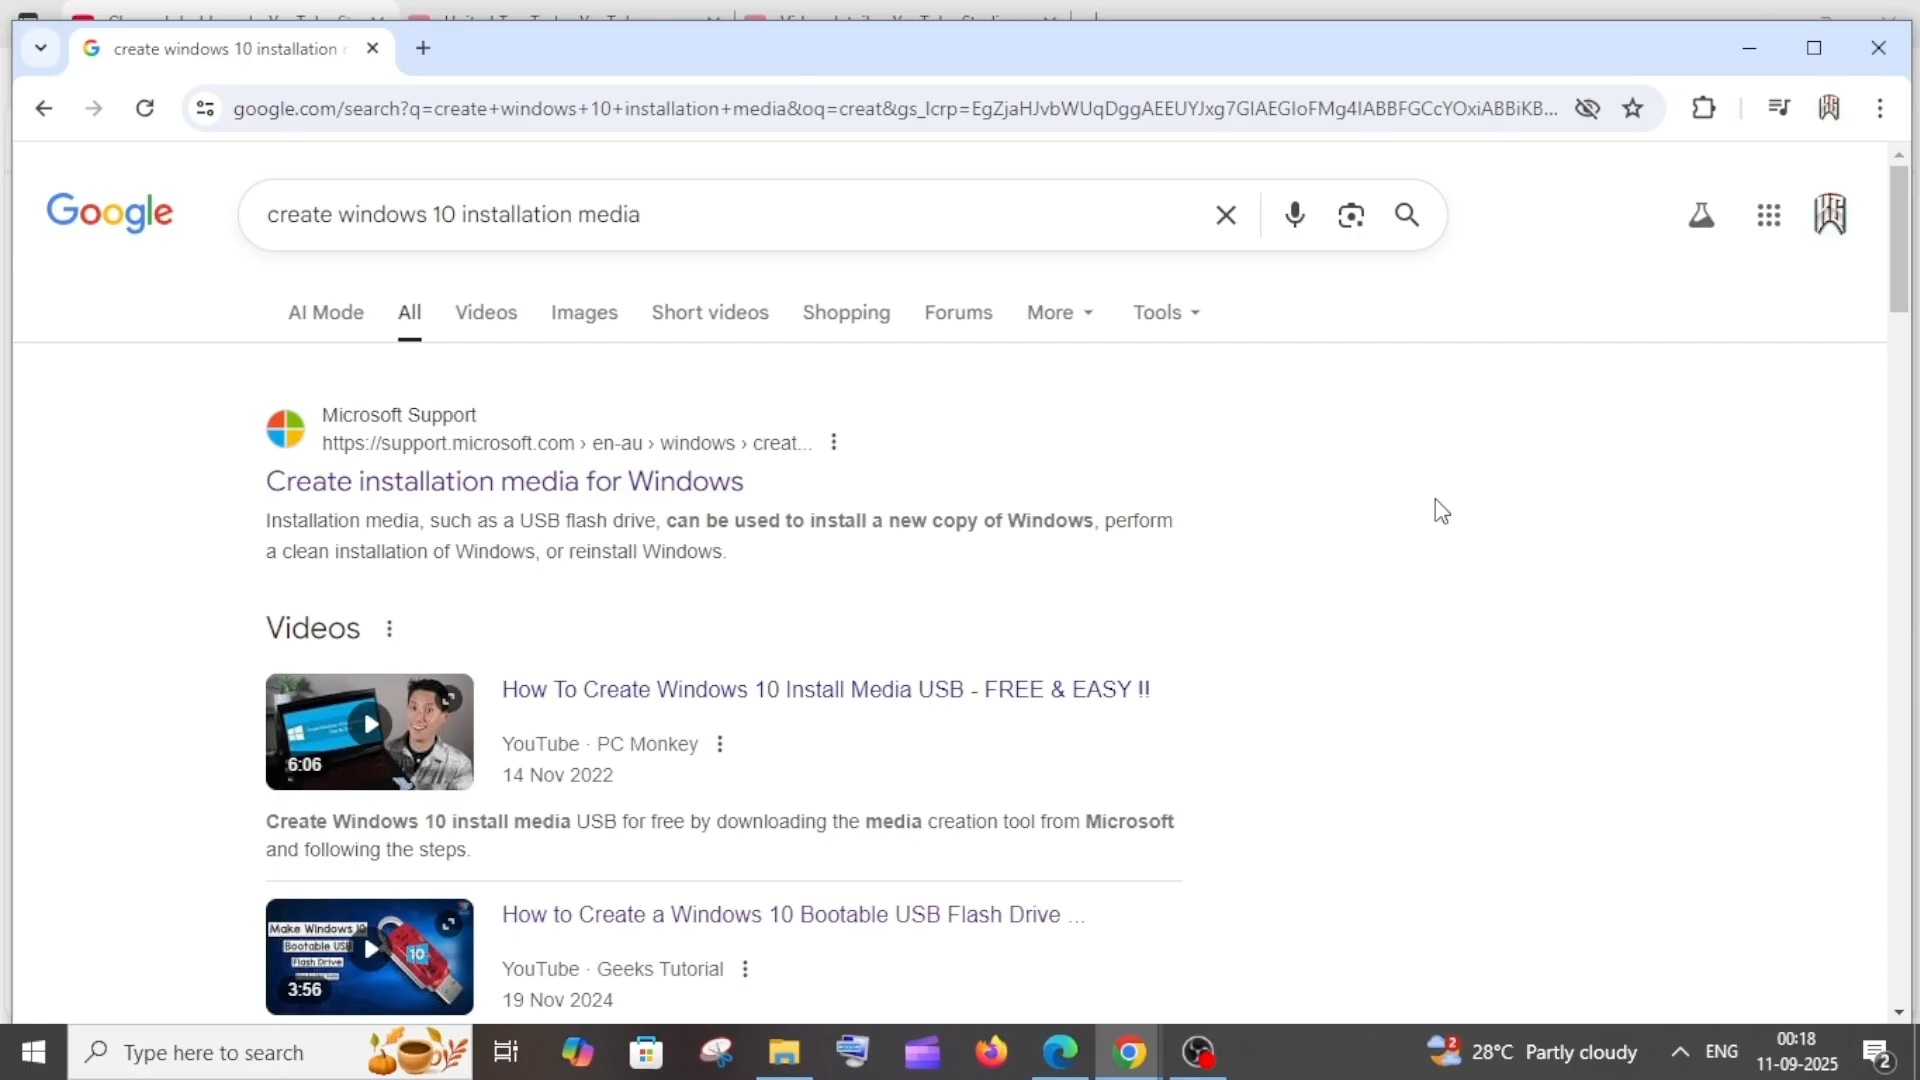 create windows 10 installation
google.com/search?q=create+windows+10+installation+media&oq=creat&gs_lcrp=EgZjaHJvbWUqDggAEEUYJxg7GIAEGIoFMg4IABBFGCcYOxiABBiKB...
Google
create windows 10 installation media
AI Mode All Videos Images Short videos Shopping Forums More Tools
Microsoft Support
https://support.microsoft.com › en-au › windows › creat...
Create installation media for Windows
Installation media, such as a USB flash drive, can be used to install a new copy of Windows, perform
a clean installation of Windows, or reinstall Windows.
Videos
How To Create Windows 10 Install Media USB - FREE & EASY !!
6:06
YouTube · PC Monkey
14 Nov 2022
Create Windows 10 install media USB for free by downloading the media creation tool from Microsoft
and following the steps.
Make Windows 10
Bootable USB
Flash Drive
10
3:56
How to Create a Windows 10 Bootable USB Flash Drive ...
YouTube · Geeks Tutorial
19 Nov 2024
Type here to search
2
28°C Partly cloudy
ENG
00:18
11-09-2025
2